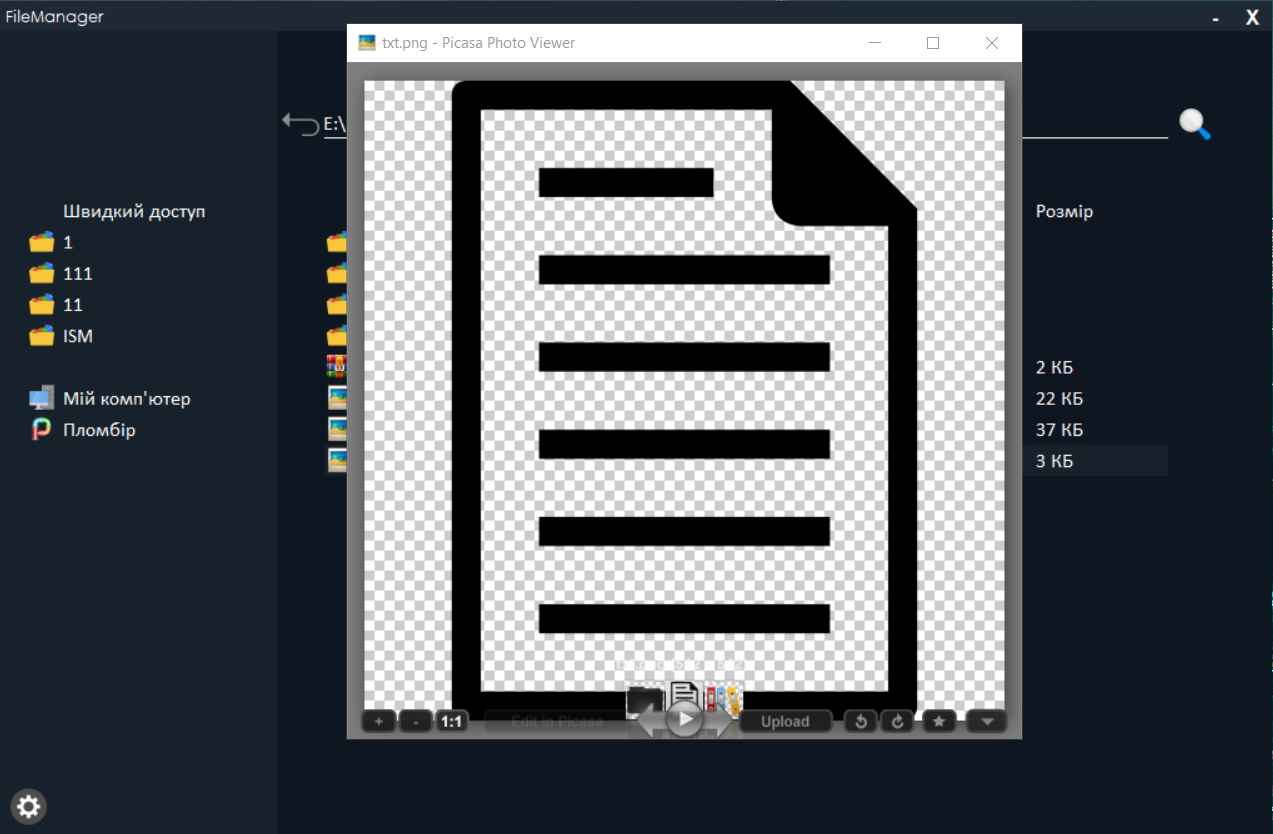 FileManager
- X
txt.png - Picasa Photo Viewer
E:\
Швидкий доступ
Розмір
1
111
11
ISM
2 КБ
Мій комп'ютер
22 КБ
Пломбір
37 КБ
3 КБ
+ - 1:1 Edit in Picasa Upload